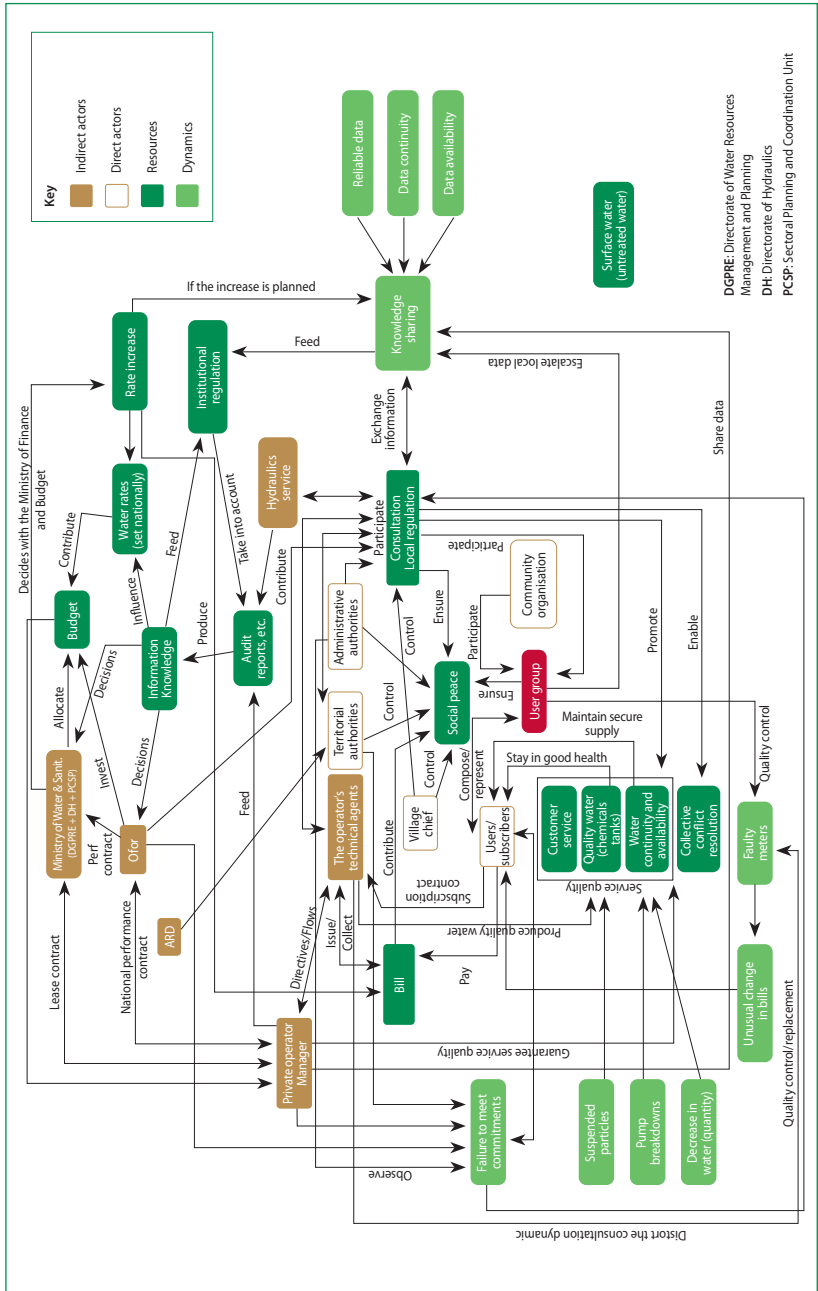 Key
Indirect actors
Direct actors
Resources
Dynamics
Decides with the Ministry of Finance
and Budget
Rate increase
If the increase is planned
Reliable data
Data continuity
Data availability
Contribute
Water rates
(set nationally)
Institutional
regulation
Feed
Knowledge
sharing
Budget
Influence
Feed
Take into account
Exchange
information
Escalate local data
Share data
Surface water
(untreated water)
DGPRE: Directorate of Water Resources
Management and Planning
DH: Directorate of Hydraulics
PCSP: Sectoral Planning and Coordination Unit
Allocate
Decisions
Information
Knowledge
Produce
Hydraulics
service
Contribute
Audit
reports, etc.
Participate
Consultation
Local regulation
Participate
Ministry of Water & Sanit.
(DGPRE + DH + PCSP)
Invest
Decisions
Perf
contract
Ofor
Administrative
authorities
Control
Ensure
Community
organisation
Participate
Promote
Enable
Feed
Territorial
authorities
Control
Social peace
Ensure
User group
Lease contract
National performance
contract
ARD
The operator's
technical agents
Village
chief
Control
Compose/
represent
Maintain secure
supply
Quality control
Directives/Flows
Issue/
Collect
Subscription
contract
Contribute
Users/
subscribers
Stay in good health
Customer
service
Quality water
(chemicals
tanks)
Water
continuity and
availability
Collective
conflict
resolution
Faulty
meters
Private operator
Manager
Bill
Pay
Produce quality water
Service quality
Guarantee service quality
Unusual change
in bills
Quality control/replacement
Observe
Failure to meet
commitments
Suspended
particles
Pump
breakdowns
Decrease in
water (quantity)
Distort the consultation dynamic